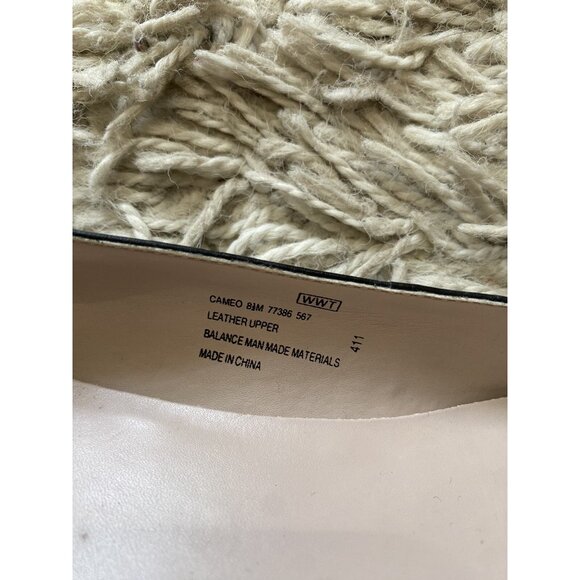 CAMEO 8½M 77386 567 WWT
LEATHER UPPER
BALANCE MAN MADE MATERIALS
MADE IN CHINA
411